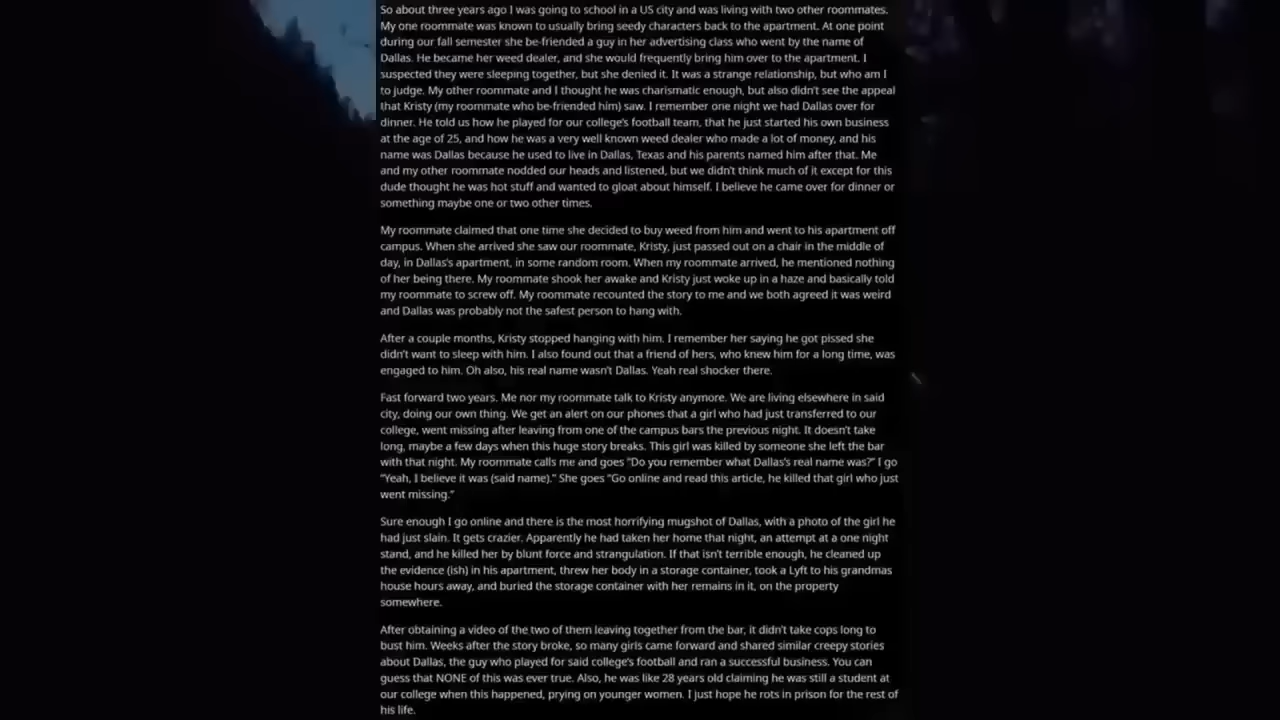 So about three years ago I was going to school in a US city and was living with two other roommates.
My one roommate was known to usually bring seedy characters back to the apartment. At one point
during our fall semester she be-friended a guy in her advertising class who went by the name of
Dallas. He became her weed dealer, and she would frequently bring him over to the apartment. I
suspected they were sleeping together, but she denied it. It was a strange relationship, but who am I
to judge. My other roommate and I thought he was charismatic enough, but also didn't see the appeal
that Kristy (my roommate who be-friended him) saw. I remember one night we had Dallas over for
dinner. He told us how he played for our college's football team, that he just started his own business
at the age of 25, and how he was a very well known weed dealer who made a lot of money, and his
name was Dallas because he used to live in Dallas, Texas and his parents named him after that. Me
and my other roommate nodded our heads and listened, but we didn't think much of it except for this
dude thought he was hot stuff and wanted to gloat about himself. I believe he came over for dinner or
something maybe one or two other times.
My roommate claimed that one time she decided to buy weed from him and went to his apartment off
campus. When she arrived she saw our roommate, Kristy, just passed out on a chair in the middle of
day, in Dallas's apartment, in some random room. When my roommate arrived, he mentioned nothing
of her being there. My roommate shook her awake and Kristy just woke up in a haze and basically told
my roommate to screw off. My roommate recounted the story to me and we both agreed it was weird
and Dallas was probably not the safest person to hang with.
After a couple months, Kristy stopped hanging with him. I remember her saying he got pissed she
didn't want to sleep with him. I also found out that a friend of hers, who knew him for a long time, was
engaged to him. Oh also, his real name wasn't Dallas. Yeah real shocker there.
Fast forward two years. Me nor my roommate talk to Kristy anymore. We are living elsewhere in said
city, doing our own thing. We get an alert on our phones that a girl who had just transferred to our
college, went missing after leaving from one of the campus bars the previous night. It doesn't take
long, maybe a few days when this huge story breaks. This girl was killed by someone she left the bar
with that night. My roommate calls me and goes "Do you remember what Dallas's real name was?" I go
"Yeah, I believe it was (said name)." She goes "Go online and read this article, he killed that girl who just
went missing."
Sure enough I go online and there is the most horrifying mugshot of Dallas, with a photo of the girl he
had just slain. It gets crazier. Apparently he had taken her home that night, an attempt at a one night
stand, and he killed her by blunt force and strangulation. If that isn't terrible enough, he cleaned up
the evidence (ish) in his apartment, threw her body in a storage container, took a Lyft to his grandmas
house hours away, and buried the storage container with her remains in it, on the property
somewhere.
After obtaining a video of the two of them leaving together from the bar, it didn't take cops long to
bust him. Weeks after the story broke, so many girls came forward and shared similar creepy stories
about Dallas, the guy who played for said college's football and ran a successful business. You can
guess that NONE of this was ever true. Also, he was like 28 years old claiming he was still a student at
our college when this happened, prying on younger women. I just hope he rots in prison for the rest of
his life.